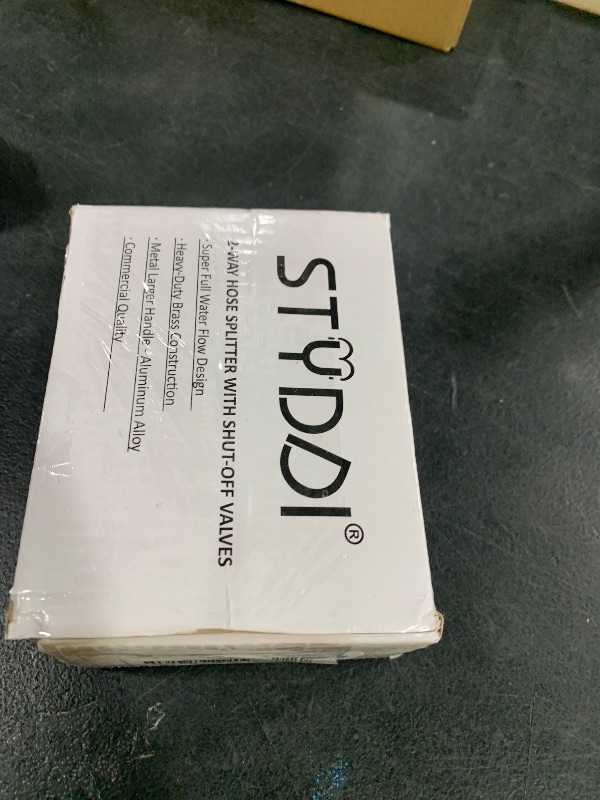 STYDDI®
2-WAY HOSE SPLITTER WITH SHUT-OFF VALVES
· Super Full Water Flow Design
· Heavy-Duty Brass Construction
· Metal Larger Handle - Aluminum Alloy
· Commercial Quality